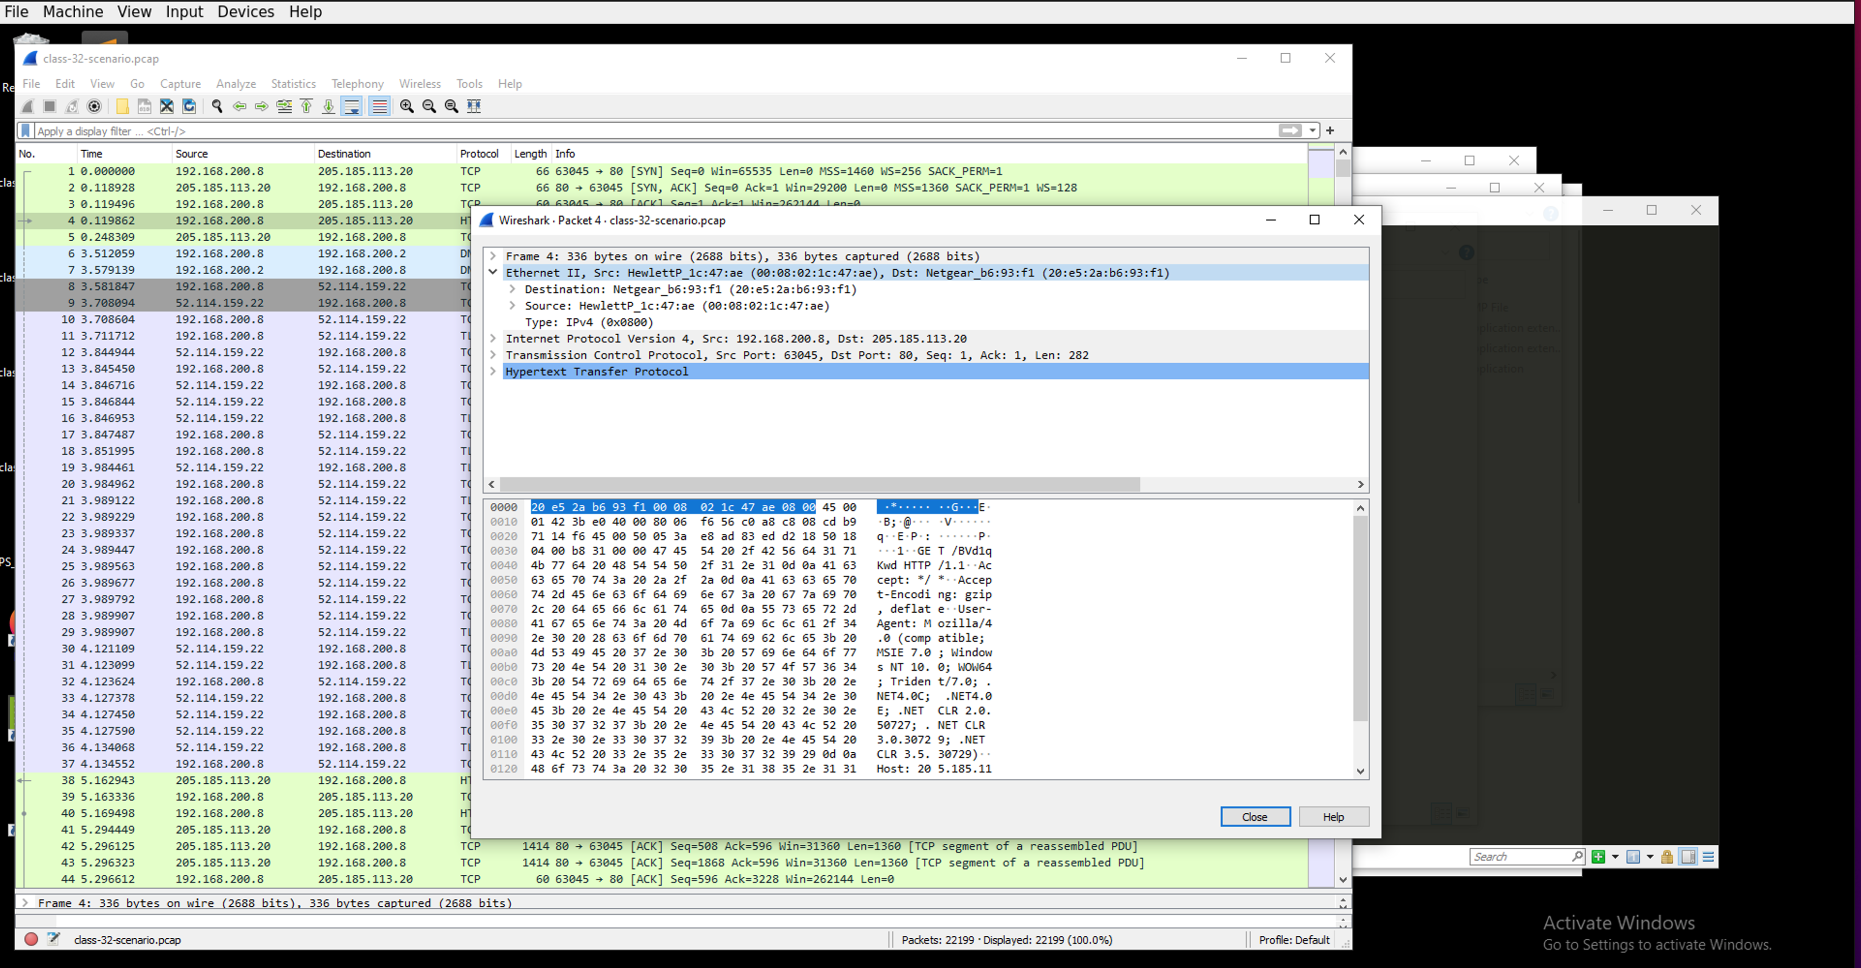 File Machine View Input Devices Help
class-32-scenario.pcap
File Edit View Go Capture Analyze Statistics Telephony Wireless Tools Help
Apply a display filter ... <Ctrl-/>
No. Time Source Destination Protocol Length Info
1 0.000000 192.168.200.8 205.185.113.20 TCP 66 63045 → 80 [SYN] Seq=0 Win=65535 Len=0 MSS=1460 WS=256 SACK_PERM=1
2 0.118928 205.185.113.20 192.168.200.8 TCP 66 80 → 63045 [SYN, ACK] Seq=0 Ack=1 Win=29200 Len=0 MSS=1360 SACK_PERM=1 WS=128
3 0.119496 192.168.200.8 205.185.113.20 TCP 60 63045 → 80 [ACK] Seq=1 Ack=1 Win=262144 Len=0
4 0.119862 192.168.200.8 205.185.113.20
5 0.248309 205.185.113.20 192.168.200.8
6 3.512059 192.168.200.8 192.168.200.2
7 3.579139 192.168.200.2 192.168.200.8
8 3.581847 192.168.200.8 52.114.159.22
9 3.708094 52.114.159.22 192.168.200.8
10 3.708604 192.168.200.8 52.114.159.22
11 3.711712 192.168.200.8 52.114.159.22
12 3.844944 52.114.159.22 192.168.200.8
13 3.845450 192.168.200.8 52.114.159.22
14 3.846716 52.114.159.22 192.168.200.8
15 3.846844 52.114.159.22 192.168.200.8
16 3.846953 52.114.159.22 192.168.200.8
17 3.847487 192.168.200.8 52.114.159.22
18 3.851995 192.168.200.8 52.114.159.22
19 3.984461 52.114.159.22 192.168.200.8
20 3.984962 192.168.200.8 52.114.159.22
21 3.989122 192.168.200.8 52.114.159.22
22 3.989229 192.168.200.8 52.114.159.22
23 3.989337 192.168.200.8 52.114.159.22
24 3.989447 192.168.200.8 52.114.159.22
25 3.989563 192.168.200.8 52.114.159.22
26 3.989677 192.168.200.8 52.114.159.22
27 3.989792 192.168.200.8 52.114.159.22
28 3.989907 192.168.200.8 52.114.159.22
29 3.989907 192.168.200.8 52.114.159.22
30 4.121109 52.114.159.22 192.168.200.8
31 4.123099 52.114.159.22 192.168.200.8
32 4.123624 192.168.200.8 52.114.159.22
33 4.127378 52.114.159.22 192.168.200.8
34 4.127450 52.114.159.22 192.168.200.8
35 4.127590 52.114.159.22 192.168.200.8
36 4.134068 52.114.159.22 192.168.200.8
37 4.134552 192.168.200.8 52.114.159.22
38 5.162943 205.185.113.20 192.168.200.8
39 5.163336 192.168.200.8 205.185.113.20
40 5.169498 192.168.200.8 205.185.113.20
41 5.294449 205.185.113.20 192.168.200.8
42 5.296125 205.185.113.20 192.168.200.8 TCP 1414 80 → 63045 [ACK] Seq=508 Ack=596 Win=31360 Len=1360 [TCP segment of a reassembled PDU]
43 5.296323 205.185.113.20 192.168.200.8 TCP 1414 80 → 63045 [ACK] Seq=1868 Ack=596 Win=31360 Len=1360 [TCP segment of a reassembled PDU]
44 5.296612 192.168.200.8 205.185.113.20 TCP 60 63045 → 80 [ACK] Seq=596 Ack=3228 Win=262144 Len=0
Wireshark · Packet 4 · class-32-scenario.pcap
Frame 4: 336 bytes on wire (2688 bits), 336 bytes captured (2688 bits)
Ethernet II, Src: HewlettP_1c:47:ae (00:08:02:1c:47:ae), Dst: Netgear_b6:93:f1 (20:e5:2a:b6:93:f1)
Destination: Netgear_b6:93:f1 (20:e5:2a:b6:93:f1)
Source: HewlettP_1c:47:ae (00:08:02:1c:47:ae)
Type: IPv4 (0x0800)
Internet Protocol Version 4, Src: 192.168.200.8, Dst: 205.185.113.20
Transmission Control Protocol, Src Port: 63045, Dst Port: 80, Seq: 1, Ack: 1, Len: 282
Hypertext Transfer Protocol
0000 20 e5 2a b6 93 f1 00 08 02 1c 47 ae 08 00 45 00 ·*····· ··G···E·
0010 01 42 3b e0 40 00 80 06 f6 56 c0 a8 c8 08 cd b9 ·B;·@··· ·V······
0020 71 14 f6 45 00 50 05 3a e8 ad 83 ed d2 18 50 18 q··E·P·: ······P·
0030 04 00 b8 31 00 00 47 45 54 20 2f 42 56 64 31 71 ···1··GE T /BVd1q
0040 4b 77 64 20 48 54 54 50 2f 31 2e 31 0d 0a 41 63 Kwd HTTP /1.1··Ac
0050 63 65 70 74 3a 20 2a 2f 2a 0d 0a 41 63 63 65 70 cept: */ *··Accep
0060 74 2d 45 6e 63 6f 64 69 6e 67 3a 20 67 7a 69 70 t-Encodi ng: gzip
0070 2c 20 64 65 66 6c 61 74 65 0d 0a 55 73 65 72 2d , deflat e··User-
0080 41 67 65 6e 74 3a 20 4d 6f 7a 69 6c 6c 61 2f 34 Agent: M ozilla/4
0090 2e 30 20 28 63 6f 6d 70 61 74 69 62 6c 65 3b 20 .0 (comp atible;
00a0 4d 53 49 45 20 37 2e 30 3b 20 57 69 6e 64 6f 77 MSIE 7.0 ; Window
00b0 73 20 4e 54 20 31 30 2e 30 3b 20 57 4f 57 36 34 s NT 10. 0; WOW64
00c0 3b 20 54 72 69 64 65 6e 74 2f 37 2e 30 3b 20 2e ; Triden t/7.0; .
00d0 4e 45 54 34 2e 30 43 3b 20 2e 4e 45 54 34 2e 30 NET4.0C; .NET4.0
00e0 45 3b 20 2e 4e 45 54 20 43 4c 52 20 32 2e 30 2e E; .NET CLR 2.0.
00f0 35 30 37 32 37 3b 20 2e 4e 45 54 20 43 4c 52 20 50727; . NET CLR
0100 33 2e 30 2e 33 30 37 32 39 3b 20 2e 4e 45 54 20 3.0.3072 9; .NET
0110 43 4c 52 20 33 2e 35 2e 33 30 37 32 39 29 0d 0a CLR 3.5. 30729)··
0120 48 6f 73 74 3a 20 32 30 35 2e 31 38 35 2e 31 31 Host: 20 5.185.11
Close Help
Frame 4: 336 bytes on wire (2688 bits), 336 bytes captured (2688 bits)
class-32-scenario.pcap Packets: 22199 · Displayed: 22199 (100.0%) Profile: Default
Search
Activate Windows
Go to Settings to activate Windows.